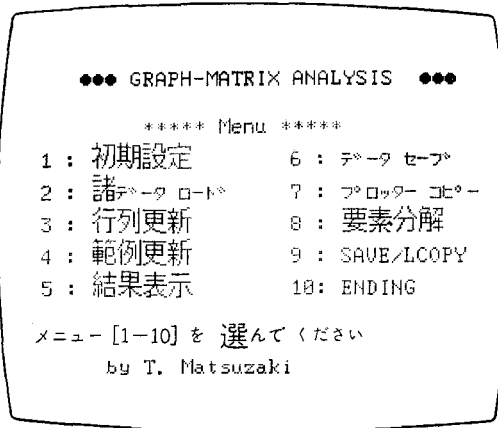 ●●● GRAPH-MATRIX ANALYSIS ●●●
***** Menu *****
1 : 初期設定 6 : データ セーブ
2 : 諸データ ロード 7 : プロッター コピー
3 : 行列更新 8 : 要素分解
4 : 範例更新 9 : SAVE/LCOPY
5 : 結果表示 10: ENDING
メニュー [1-10] を 選んで ください
by T. Matsuzaki